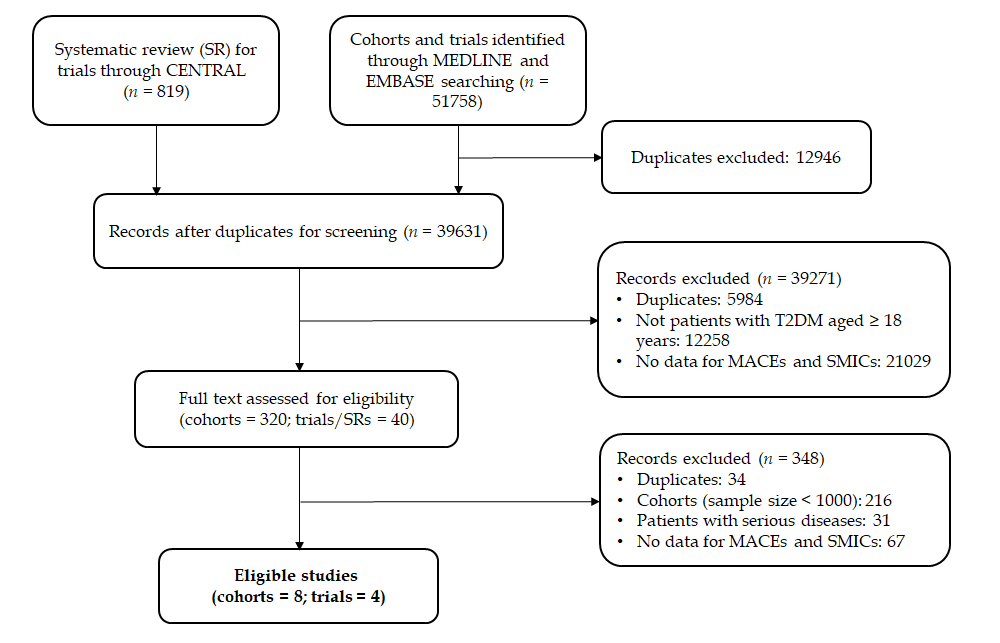 Systematic review (SR) for
trials through CENTRAL
(n = 819)
Cohorts and trials identified
through MEDLINE and
EMBASE searching (n =
51758)
Duplicates excluded: 12946
Records after duplicates for screening (n = 39631)
Records excluded (n = 39271)
• Duplicates: 5984
• Not patients with T2DM aged ≥ 18
years: 12258
• No data for MACEs and SMICs: 21029
Full text assessed for eligibility
(cohorts = 320; trials/SRs = 40)
Records excluded (n = 348)
• Duplicates: 34
• Cohorts (sample size < 1000): 216
• Patients with serious diseases: 31
• No data for MACEs and SMICs: 67
Eligible studies
(cohorts = 8; trials = 4)